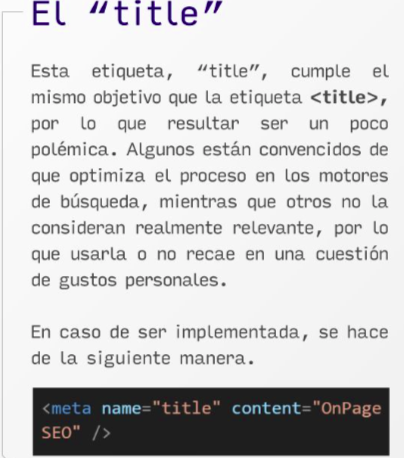 El “title”
Esta etiqueta, “title”, cumple el
mismo objetivo que la etiqueta <title>,
por lo que resultar ser un poco
polémica. Algunos están convencidos de
que optimiza el proceso en los motores
de búsqueda, mientras que otros no la
consideran realmente relevante, por lo
que usarla o no recae en una cuestión
de gustos personales.
En caso de ser implementada, se hace
de la siguiente manera.
<meta name="title" content="OnPage
SEO" />